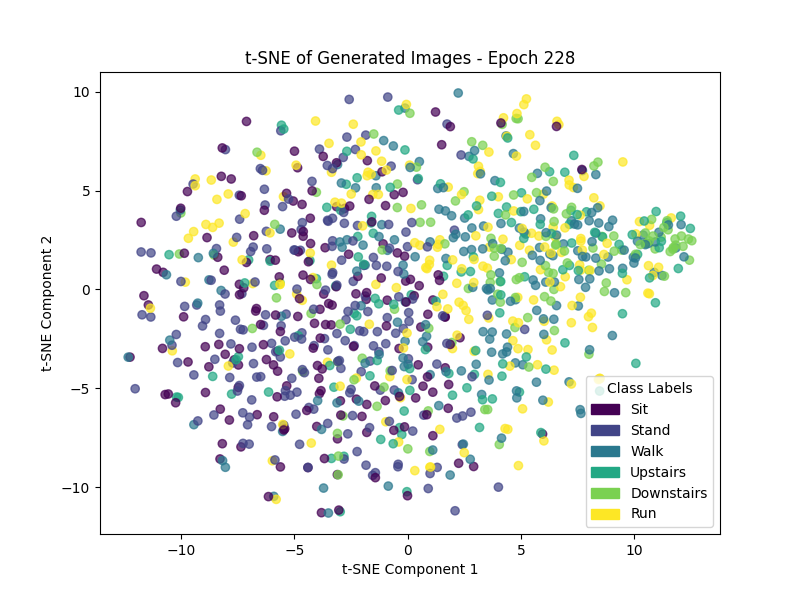 t-SNE of Generated Images - Epoch 228
t-SNE Component 2
10
5
0
−5
−10
−10
−5
0
5
10
t-SNE Component 1
Class Labels
Sit
Stand
Walk
Upstairs
Downstairs
Run